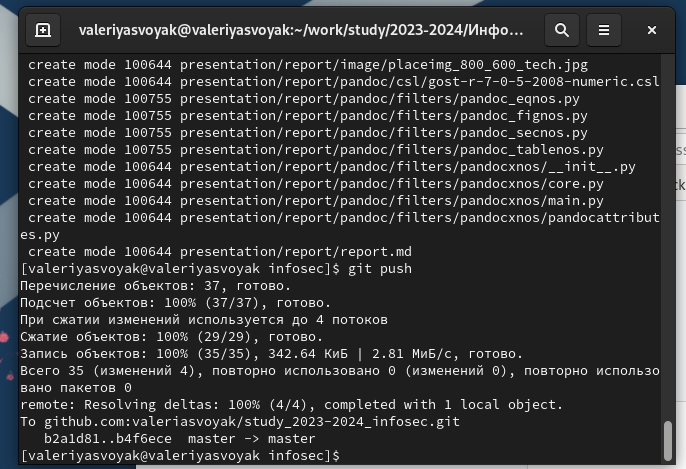 valeriyasvoyak@valeriyasvoyak:~/work/study/2023-2024/Инфо...
create mode 100644 presentation/report/image/placeimg_800_600_tech.jpg
create mode 100644 presentation/report/pandoc/csl/gost-r-7-0-5-2008-numeric.csl
create mode 100755 presentation/report/pandoc/filters/pandoc_eqnos.py
create mode 100755 presentation/report/pandoc/filters/pandoc_fignos.py
create mode 100755 presentation/report/pandoc/filters/pandoc_secnos.py
create mode 100755 presentation/report/pandoc/filters/pandoc_tablenos.py
create mode 100644 presentation/report/pandoc/filters/pandocxnos/__init__.py
create mode 100644 presentation/report/pandoc/filters/pandocxnos/core.py
create mode 100644 presentation/report/pandoc/filters/pandocxnos/main.py
create mode 100644 presentation/report/pandoc/filters/pandocxnos/pandocattribut
es.py
create mode 100644 presentation/report/report.md
[valeriyasvoyak@valeriyasvoyak infosec]$ git push
Перечисление объектов: 37, готово.
Подсчет объектов: 100% (37/37), готово.
При сжатии изменений используется до 4 потоков
Сжатие объектов: 100% (29/29), готово.
Запись объектов: 100% (35/35), 342.64 КиБ | 2.81 МиБ/с, готово.
Всего 35 (изменений 4), повторно использовано 0 (изменений 0), повторно использо
вано пакетов 0
remote: Resolving deltas: 100% (4/4), completed with 1 local object.
To github.com:valeriasvoyak/study_2023-2024_infosec.git
b2a1d81..b4f6ece  master -> master
[valeriyasvoyak@valeriyasvoyak infosec]$